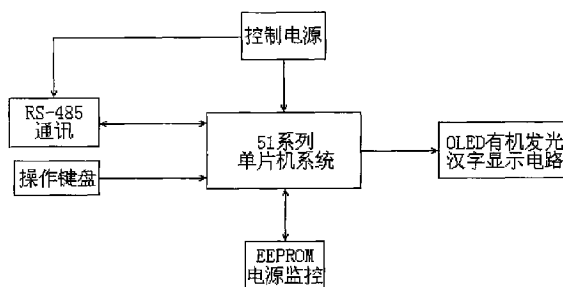 控制电源
RS-485
通讯
51系列
单片机系统
OLED有机发光
汉字显示电路
操作键盘
EEPROM
电源监控